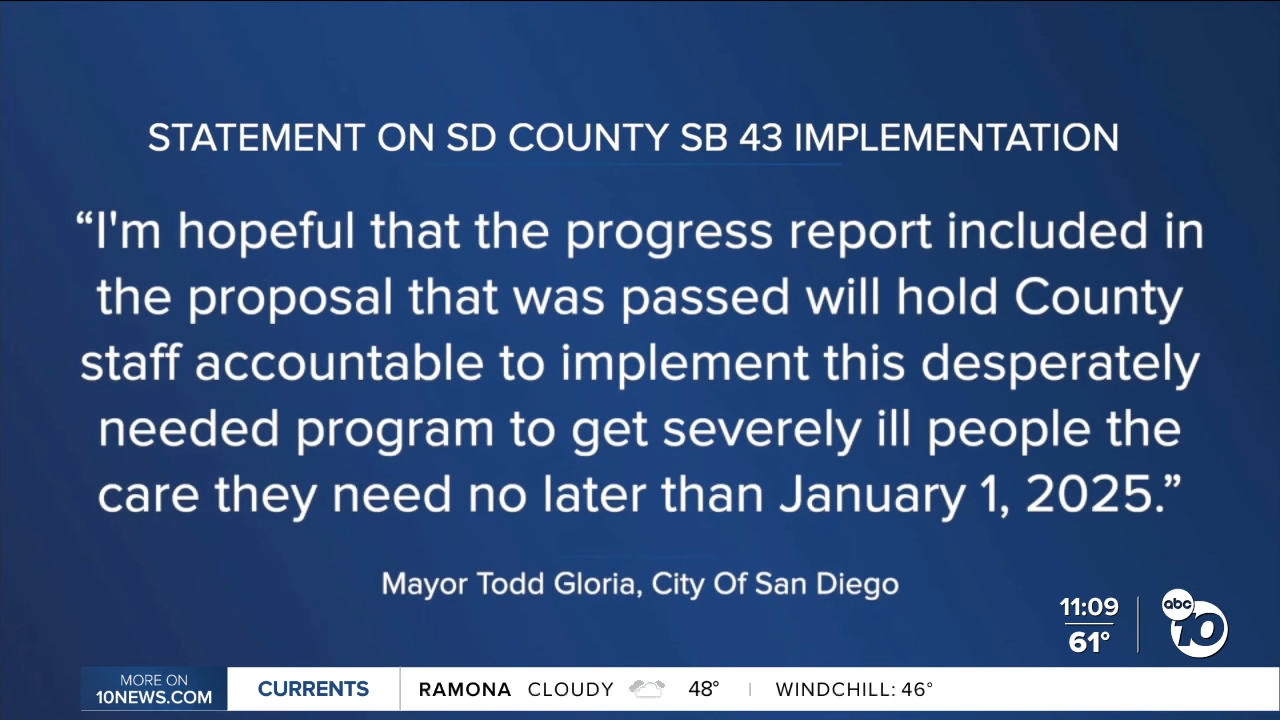 STATEMENT ON SD COUNTY SB 43 IMPLEMENTATION
“I'm hopeful that the progress report included in
the proposal that was passed will hold County
staff accountable to implement this desperately
needed program to get severely ill people the
care they need no later than January 1, 2025.”
Mayor Todd Gloria, City Of San Diego
11:09
61°
abc
10
MORE ON
10NEWS.COM
CURRENTS
RAMONA CLOUDY 48° WINDCHILL: 46°